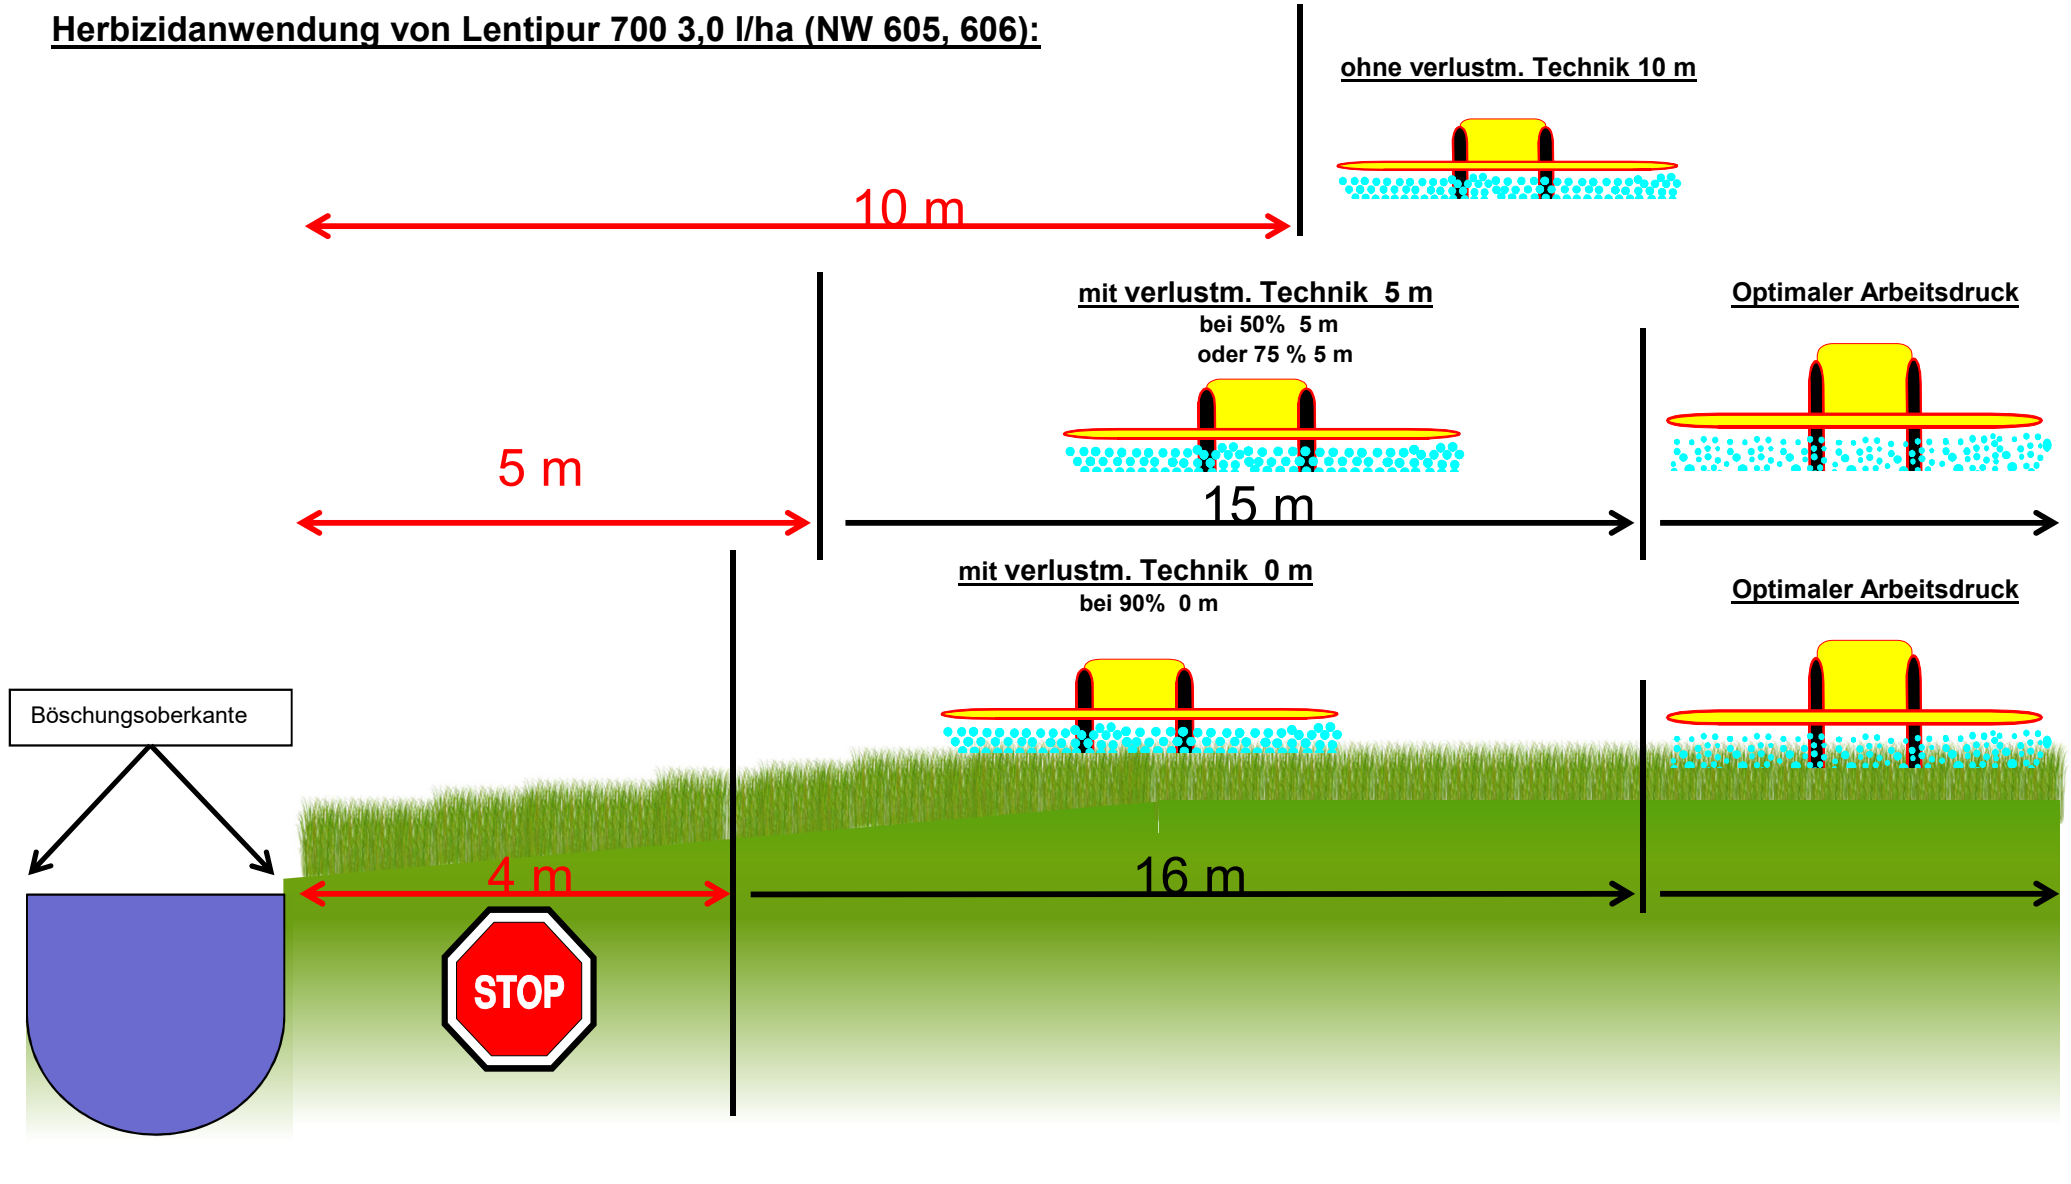 Herbizidanwendung von Lentipur 700 3,0 l/ha (NW 605, 606):
ohne verlustm. Technik 10 m
10 m
mit verlustm. Technik 5 m
bei 50% 5 m
oder 75 % 5 m
Optimaler Arbeitsdruck
5 m
15 m
mit verlustm. Technik 0 m
bei 90% 0 m
Optimaler Arbeitsdruck
Böschungsoberkante
4 m
16 m
STOP